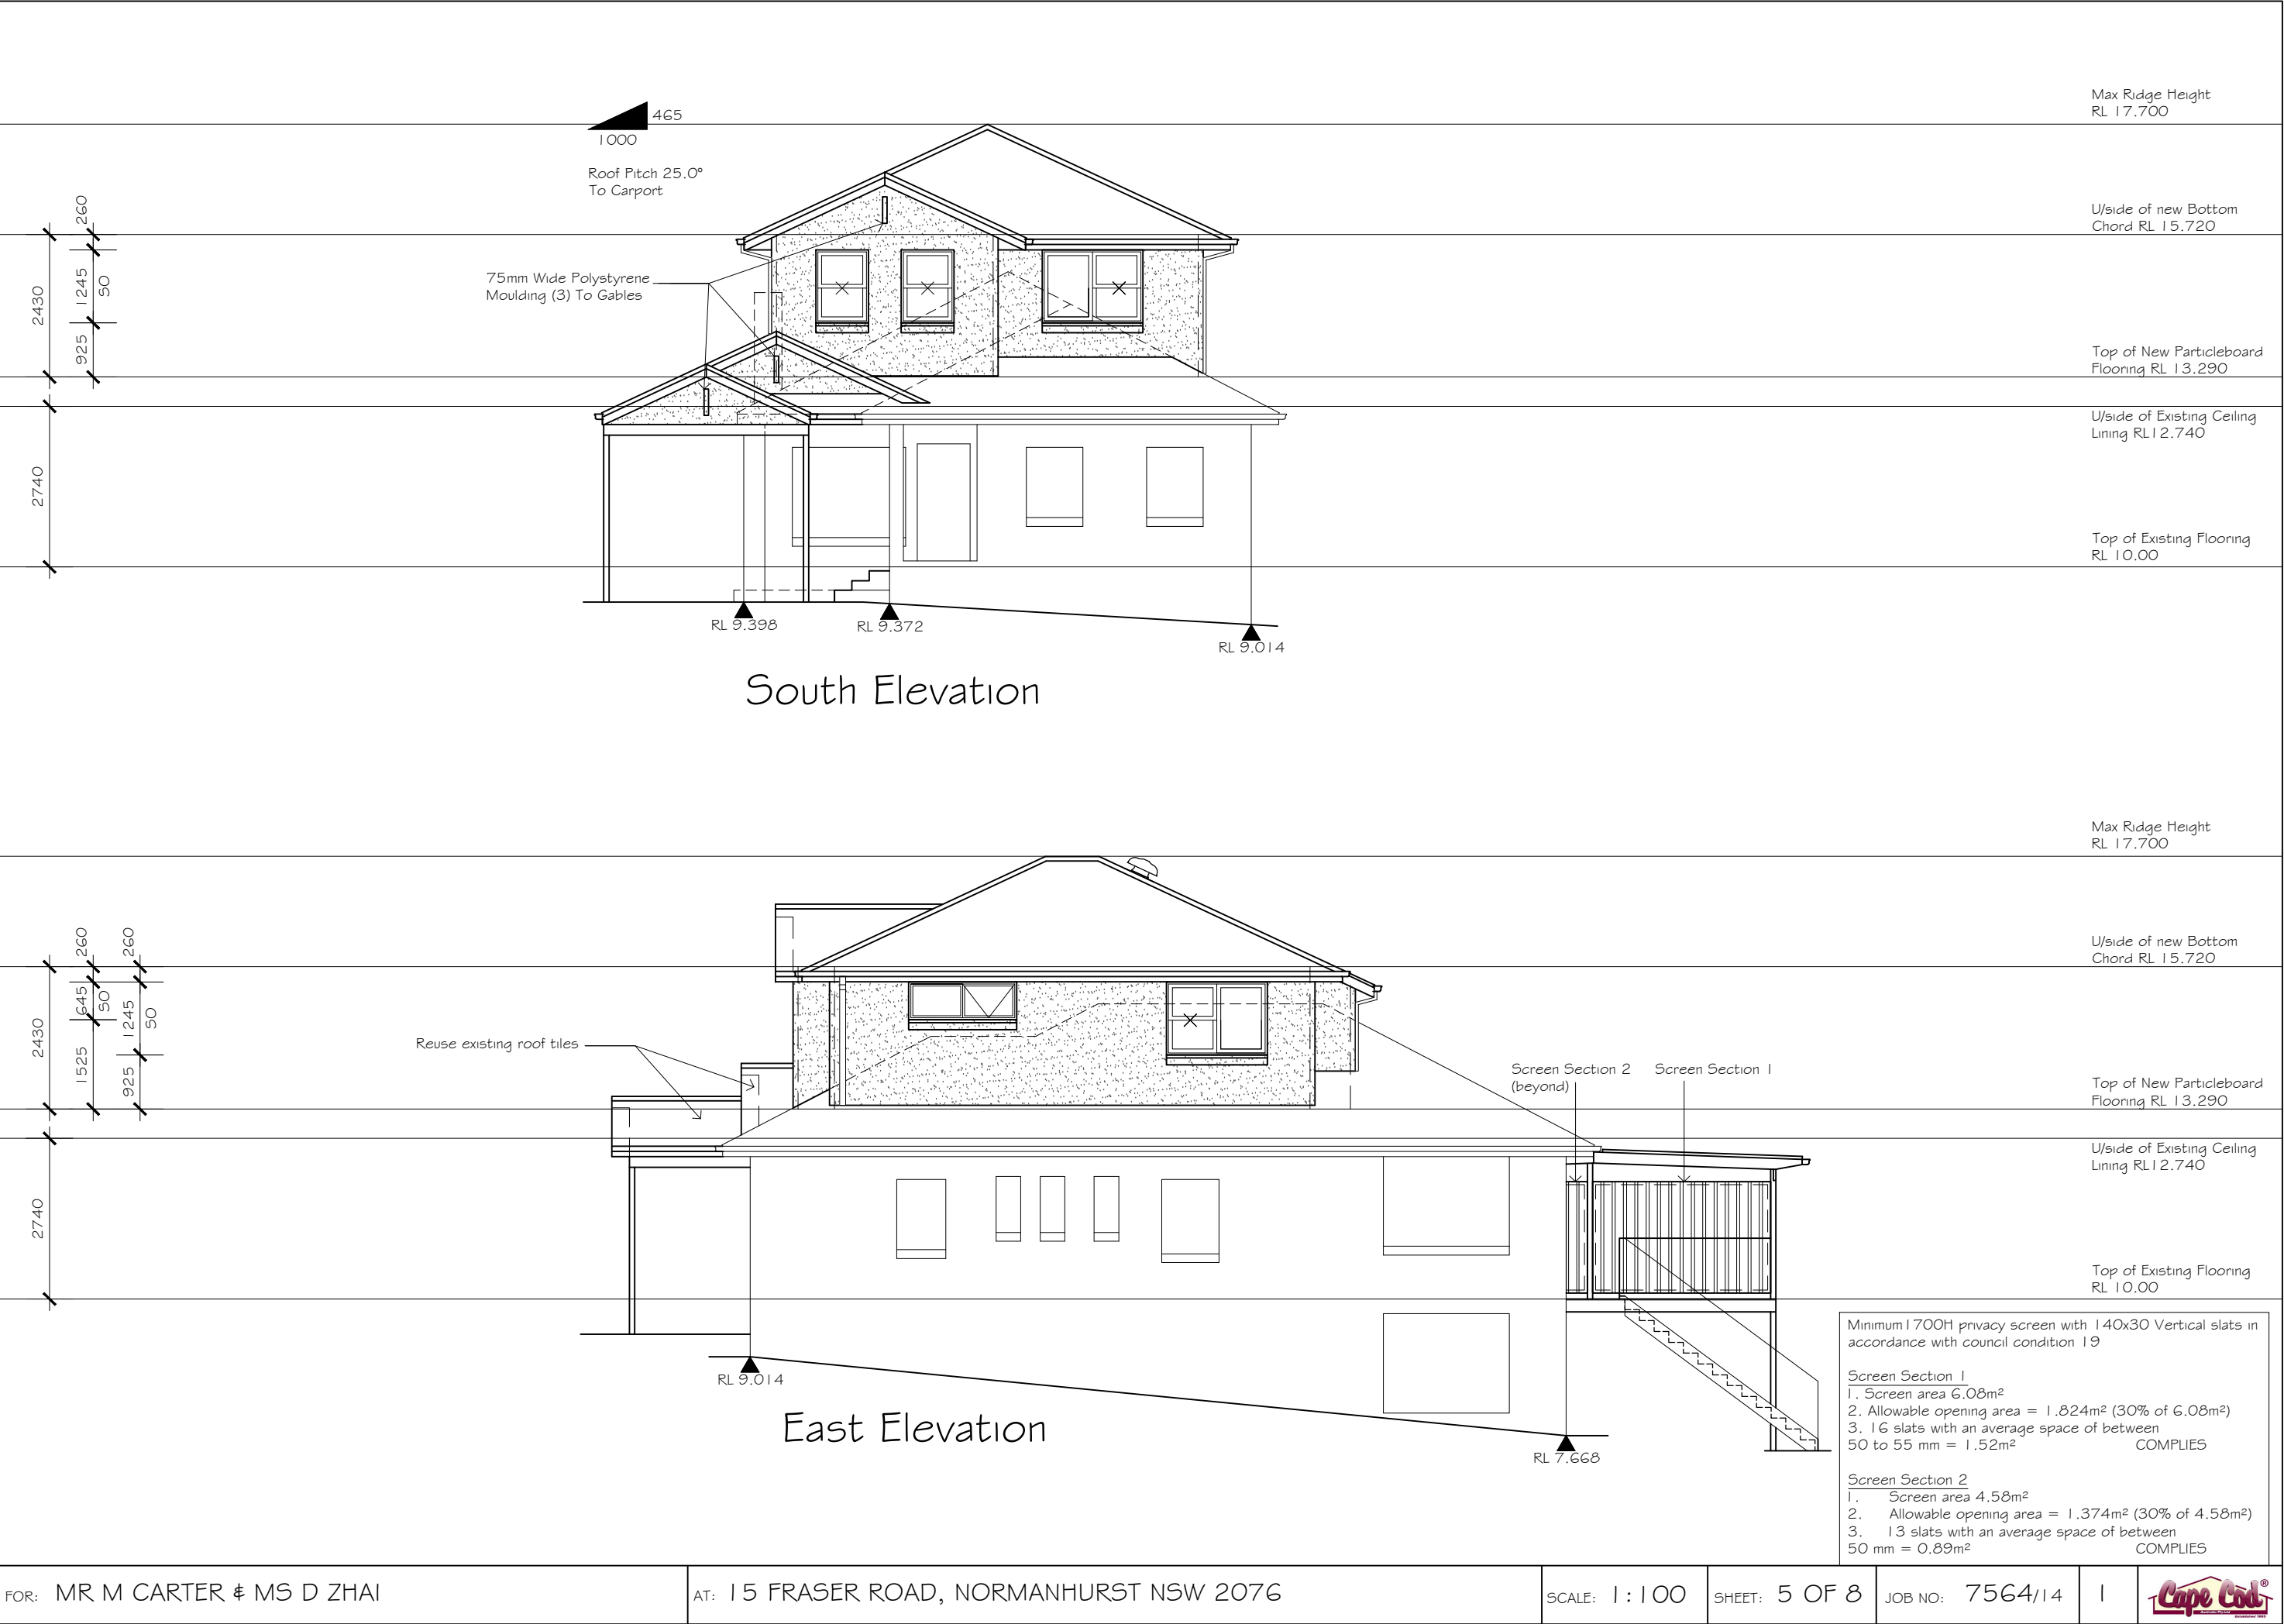 Max Ridge Height
RL 17.700
465
1000
Roof Pitch 25.0°
To Carport
U/side of new Bottom
Chord RL 15.720
260
1245
50
2430
925
75mm Wide Polystyrene
Moulding (3) To Gables
Top of New Particleboard
Flooring RL 13.290
U/side of Existing Ceiling
Lining RL12.740
2740
Top of Existing Flooring
RL 10.00
RL 9.398
RL 9.372
RL 9.014
South Elevation
Max Ridge Height
RL 17.700
U/side of new Bottom
Chord RL 15.720
260
260
645
50
1245
50
2430
1525
925
Reuse existing roof tiles
Screen Section 2
(beyond)
Screen Section 1
Top of New Particleboard
Flooring RL 13.290
U/side of Existing Ceiling
Lining RL12.740
2740
Top of Existing Flooring
RL 10.00
RL 9.014
East Elevation
RL 7.668
Minimum1700H privacy screen with 140x30 Vertical slats in
accordance with council condition 19
Screen Section 1
1. Screen area 6.08m²
2. Allowable opening area = 1.824m² (30% of 6.08m²)
3. 16 slats with an average space of between
50 to 55 mm = 1.52m² COMPLIES
Screen Section 2
1. Screen area 4.58m²
2. Allowable opening area = 1.374m² (30% of 4.58m²)
3. 13 slats with an average space of between
50 mm = 0.89m² COMPLIES
FOR: MR M CARTER & MS D ZHAI
AT: 15 FRASER ROAD, NORMANHURST NSW 2076
SCALE: 1:100
SHEET: 5 OF 8
JOB NO: 7564/14
1
Cape Cod®